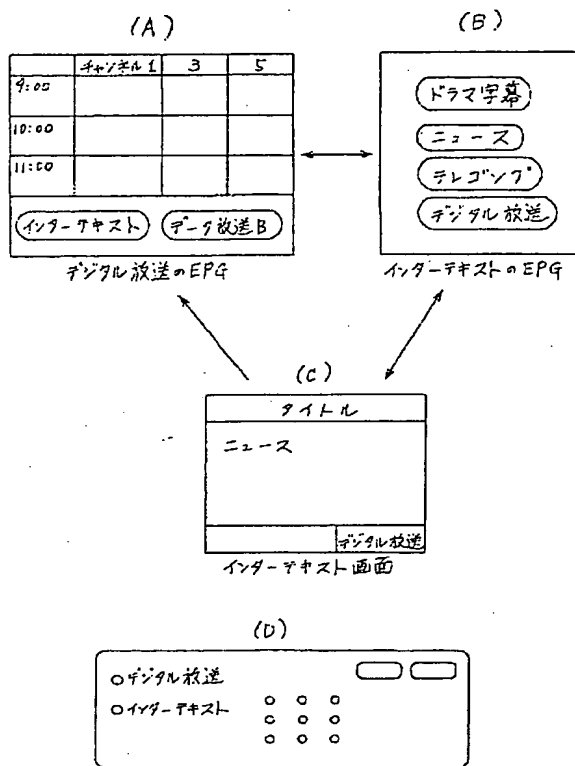 (A)
チャンネル1 3 5
9:00
10:00
11:00
インターテキスト データ放送B
デジタル放送のEPG
(B)
ドラマ字幕
ニュース
テレゴング
デジタル放送
インターテキストのEPG
(C)
タイトル
ニュース
デジタル放送
インターテキスト画面
(D)
デジタル放送
インターテキスト